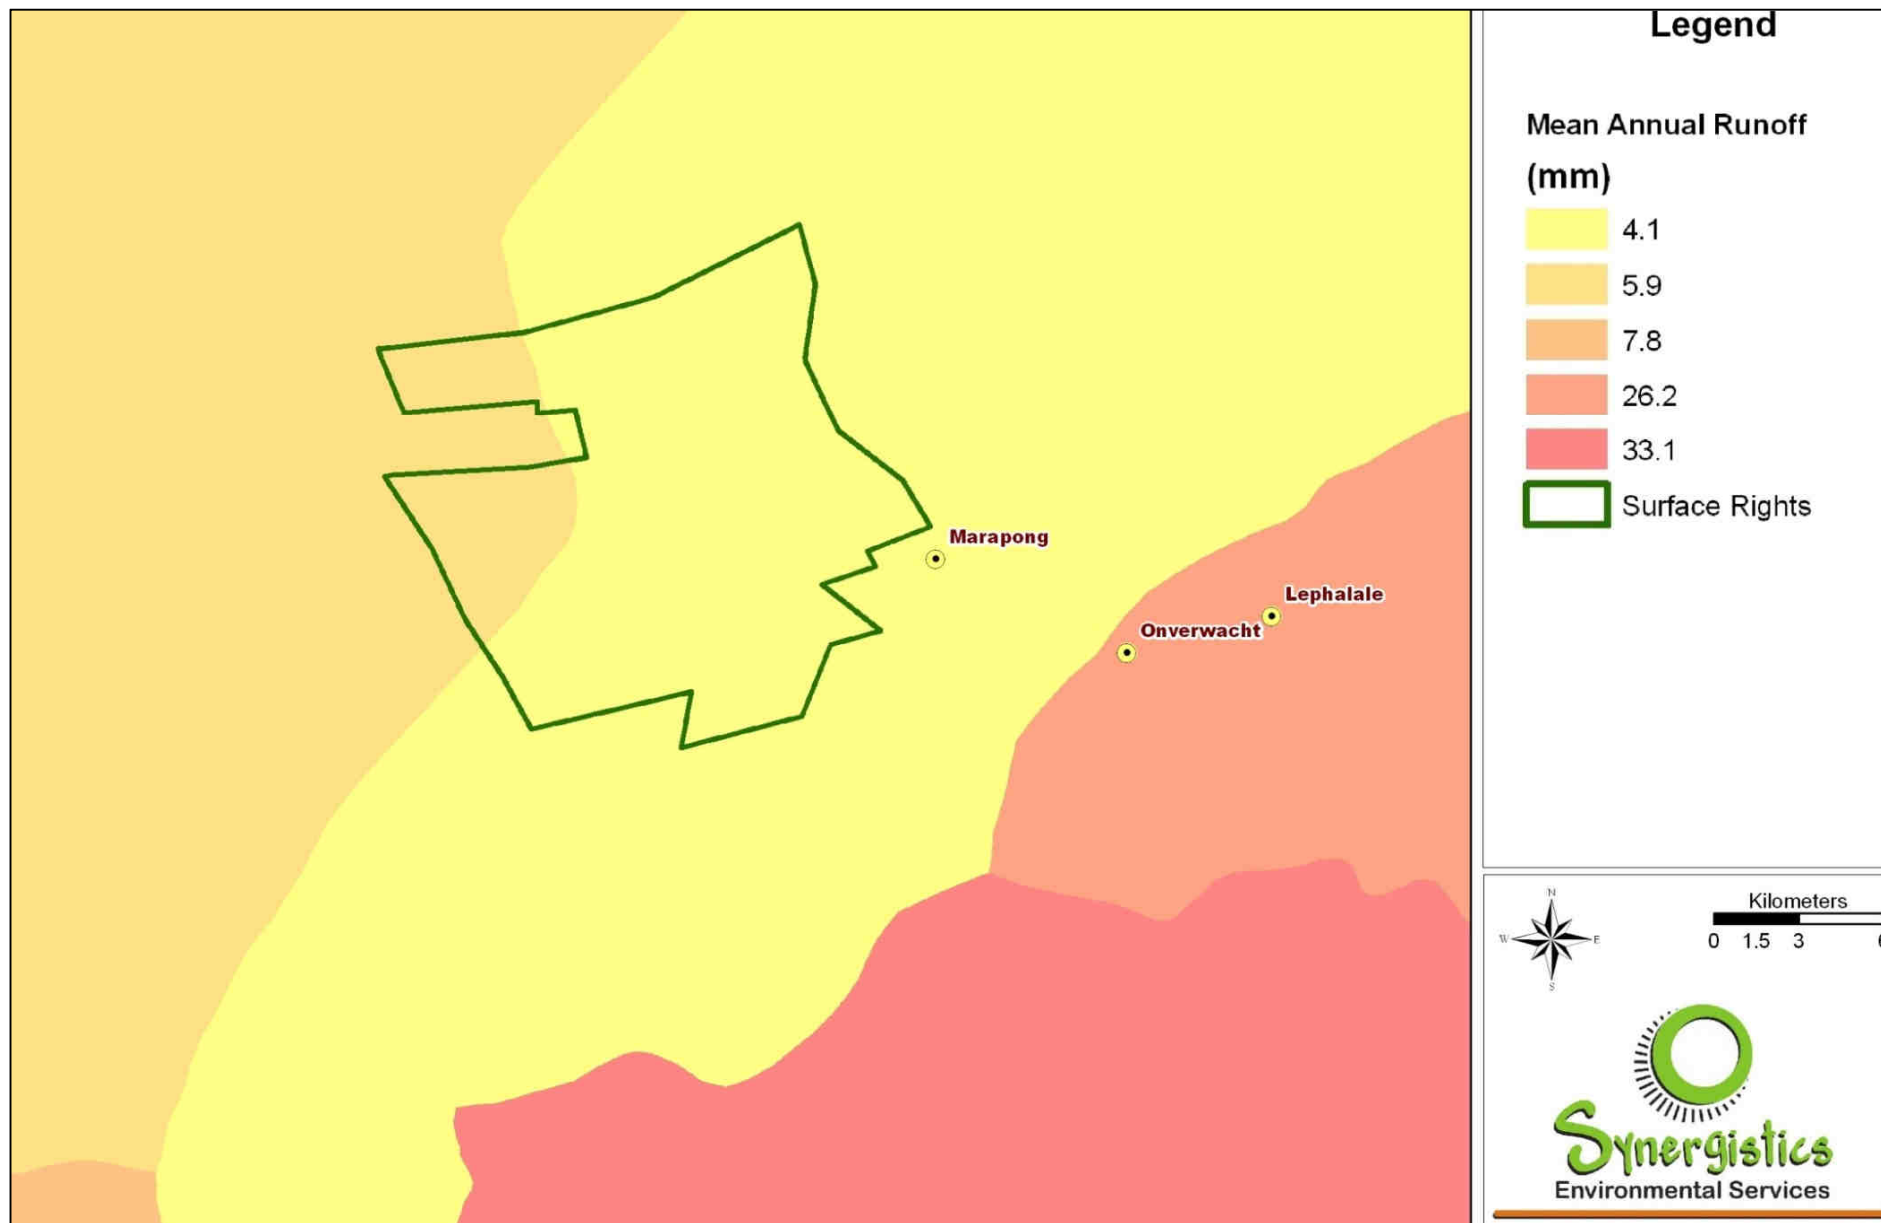 Legend
Mean Annual Runoff
(mm)
4.1
5.9
7.8
26.2
33.1
Surface Rights
Marapong
Lephalale
Onverwacht
N
W E
S
Kilometers
0 1.5 3
Synergistics
Environmental Services